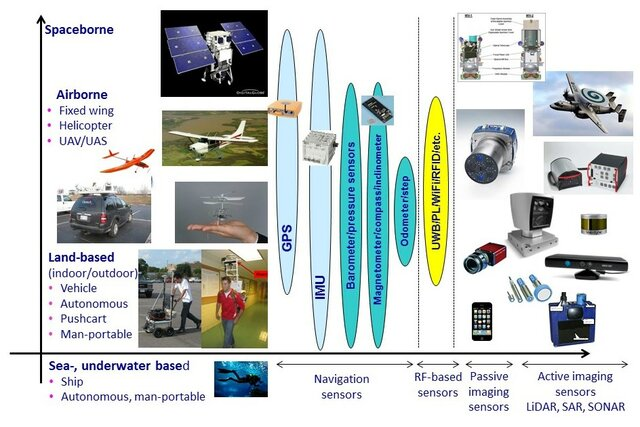 Spaceborne
DIGITALGLOBE
Airborne
• Fixed wing
• Helicopter
• UAV/UAS
GPS
IMU
Barometer/pressure sensors
Magnetometer/compass/inclinometer
Odometer/step
UWB/PL/WiFi/RFID/etc.
Land-based
(indoor/outdoor)
• Vehicle
• Autonomous
• Pushcart
• Man-portable
Sea-, underwater based
• Ship
• Autonomous, man-portable
Navigation
sensors
RF-based
sensors
Passive
imaging
sensors
Active imaging
sensors
LiDAR, SAR, SONAR